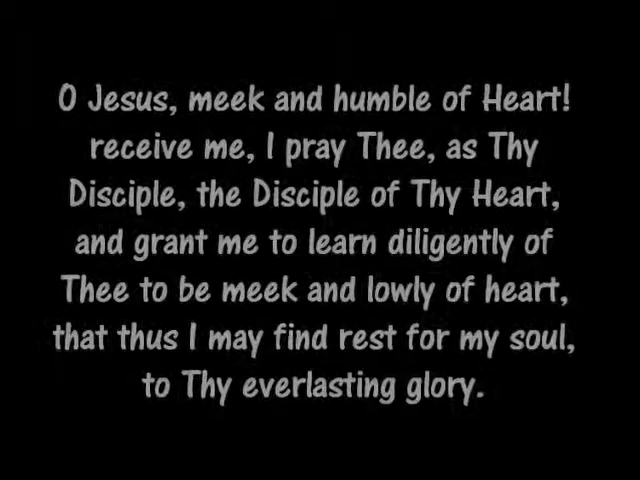 O Jesus, meek and humble of Heart!
receive me, I pray Thee, as Thy
Disciple, the Disciple of Thy Heart,
and grant me to learn diligently of
Thee to be meek and lowly of heart,
that thus I may find rest for my soul,
to Thy everlasting glory.